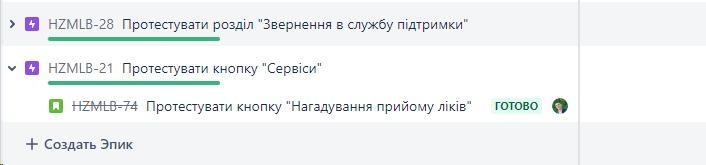 HZMLB-28 Протестувати розділ "Звернення в службу підтримки"
HZMLB-21 Протестувати кнопку "Сервіси"
HZMLB-74 Протестувати кнопку "Нагадування прийому ліків" ГОТОВО
+ Создать Эпик